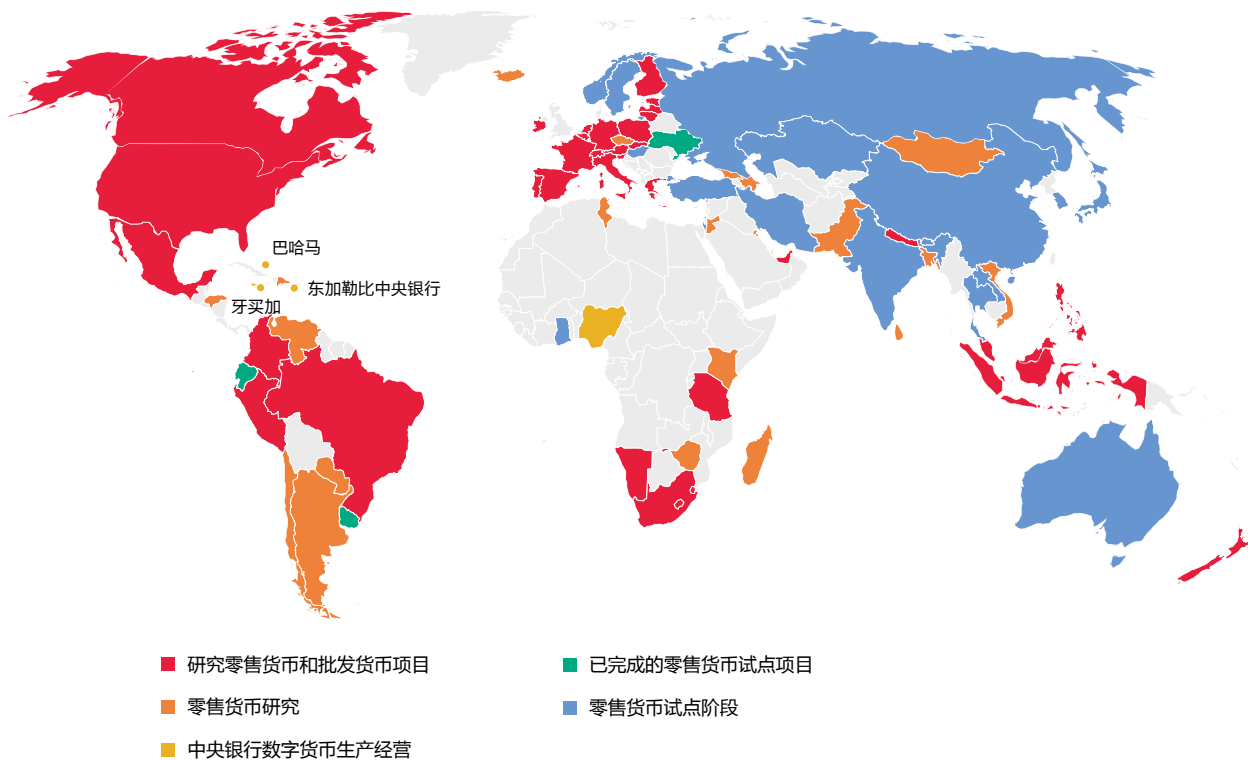 巴哈马
东加勒比中央银行
牙买加
研究零售货币和批发货币项目
已完成的零售货币试点项目
零售货币研究
零售货币试点阶段
中央银行数字货币生产经营